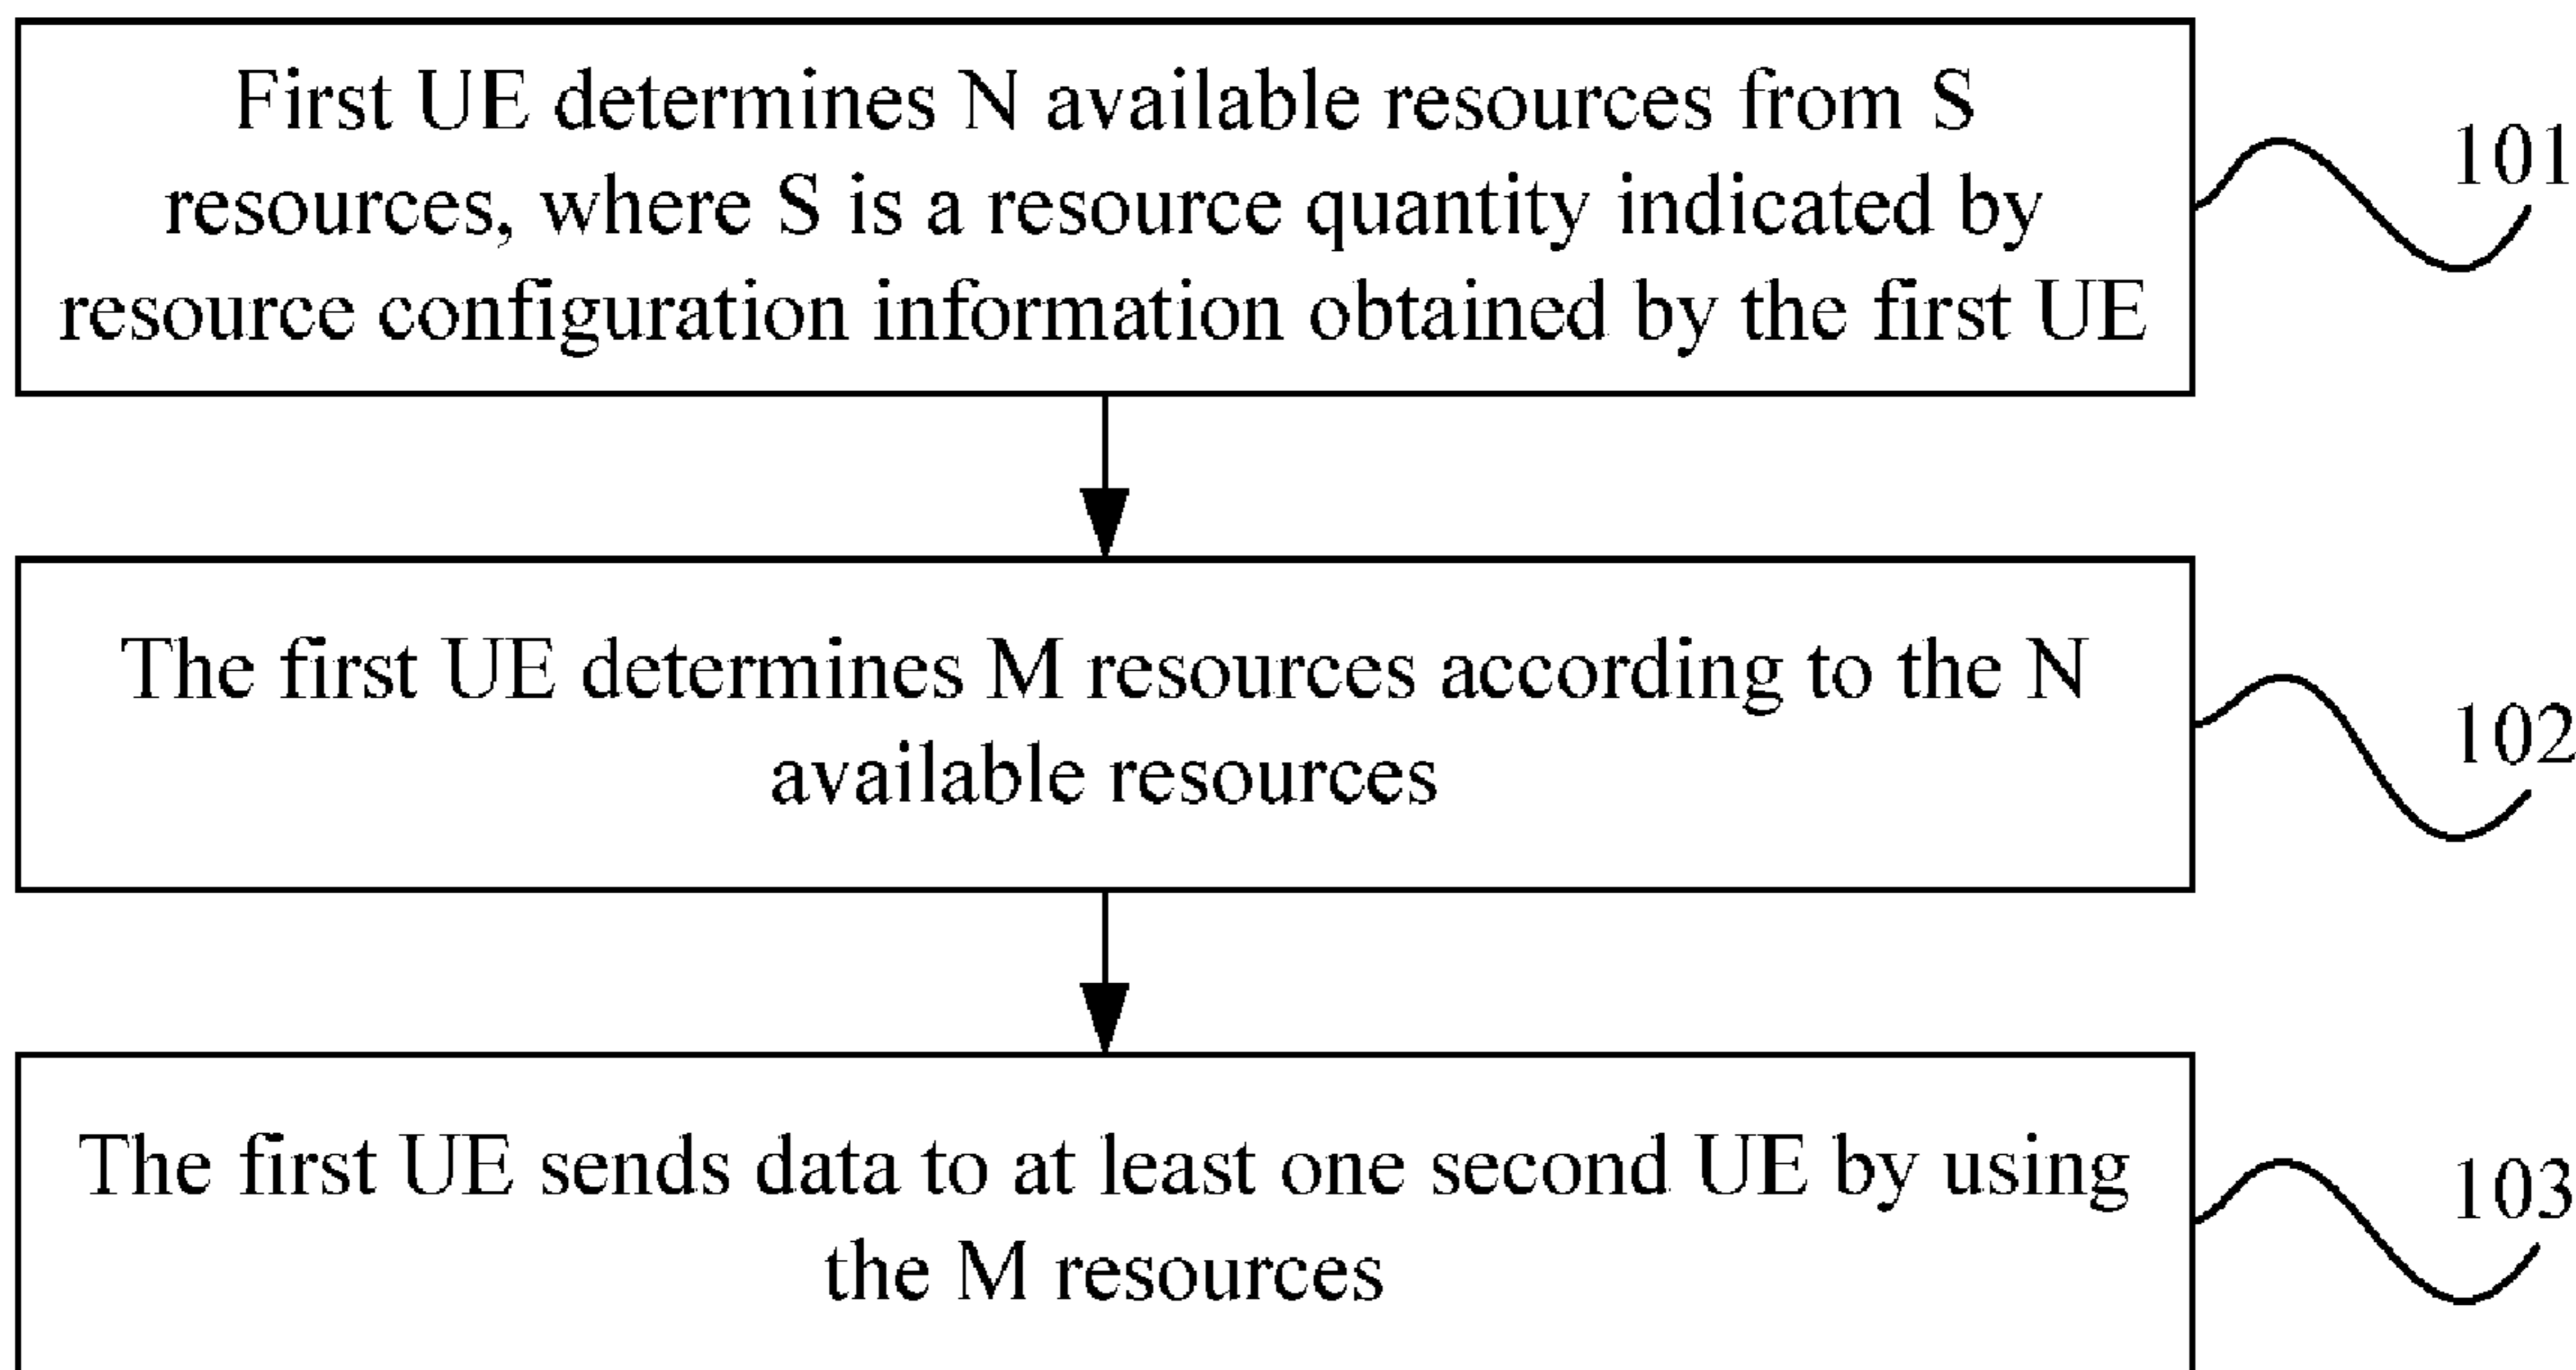 First UE determines N available resources from S
resources, where S is a resource quantity indicated by
resource configuration information obtained by the first UE
101
The first UE determines M resources according to the N
available resources
102
The first UE sends data to at least one second UE by using
the M resources
103